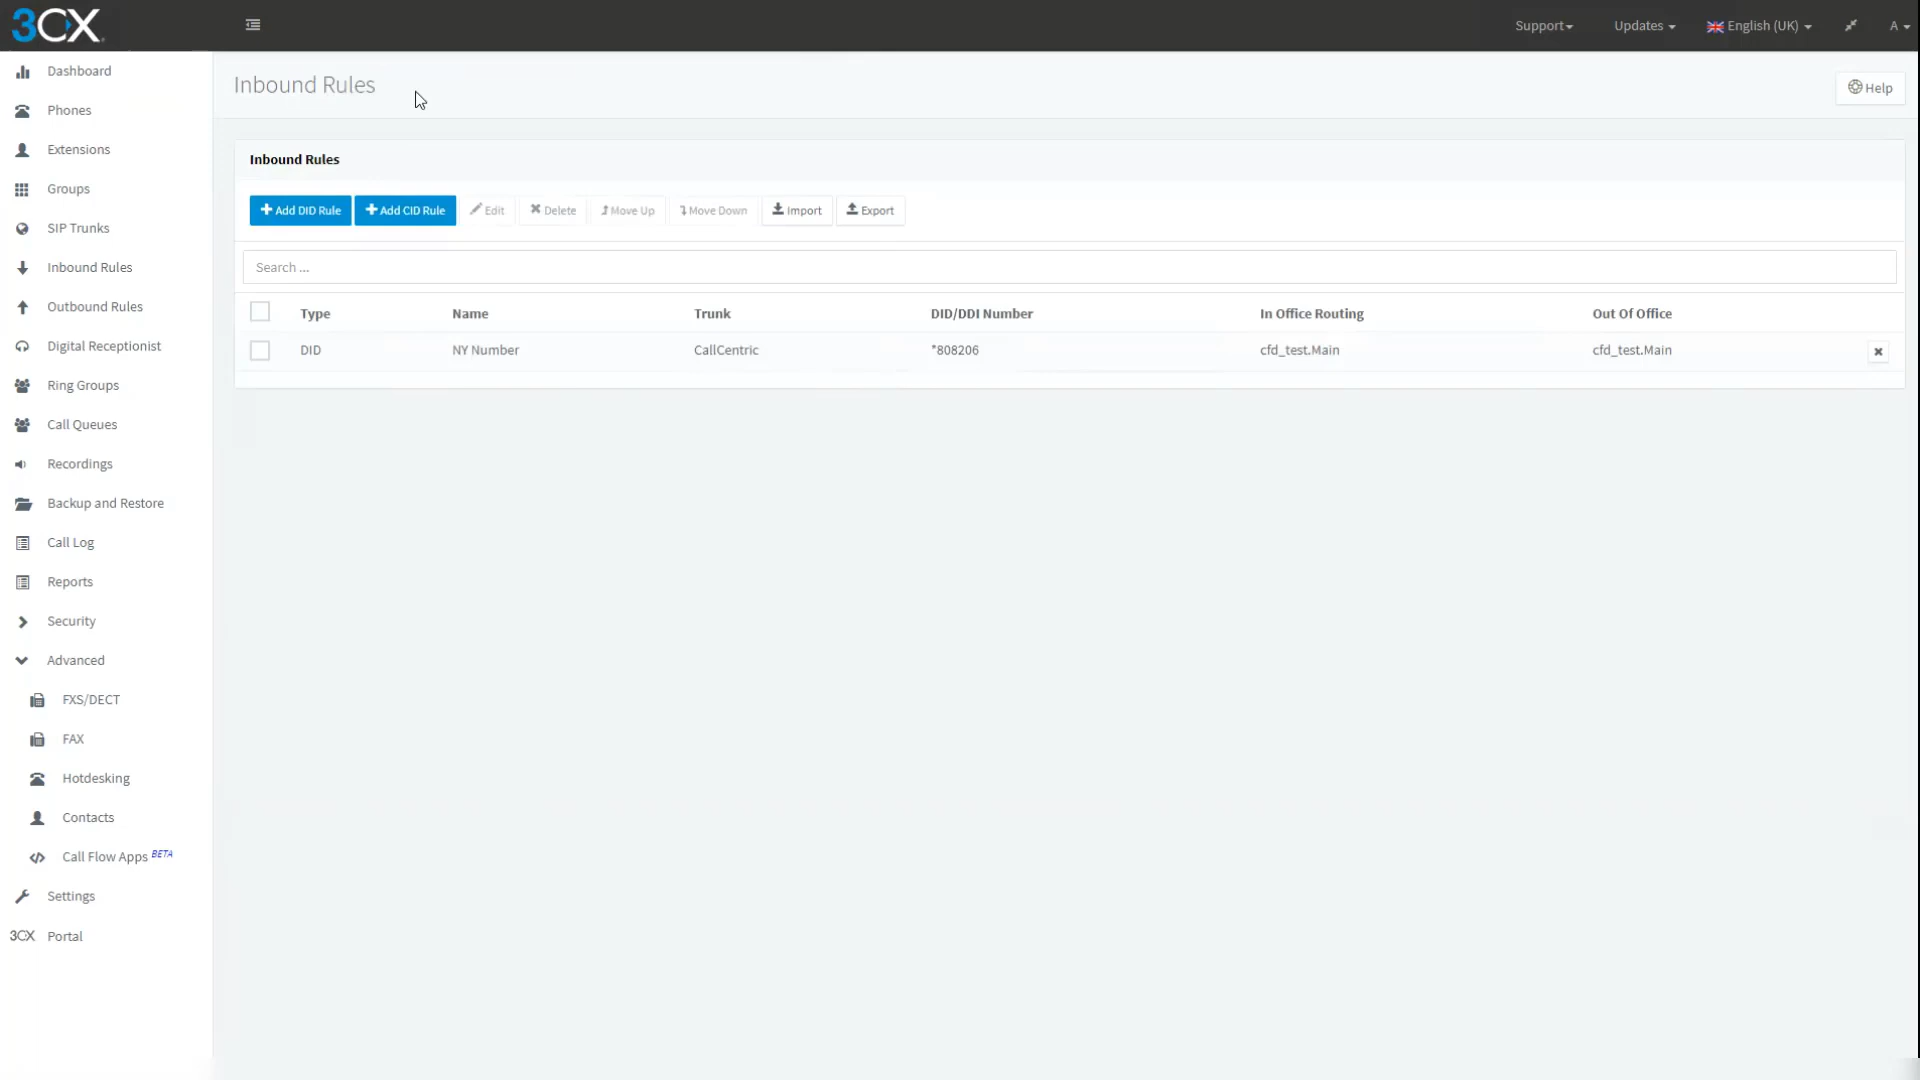 3CX
Support
Updates
English (UK)
A
Dashboard
Phones
Extensions
Groups
SIP Trunks
Inbound Rules
Outbound Rules
Digital Receptionist
Ring Groups
Call Queues
Recordings
Backup and Restore
Call Log
Reports
Security
Advanced
FXS/DECT
FAX
Hotdesking
Contacts
Call Flow Apps BETA
Settings
3CX Portal
Inbound Rules
Help
Inbound Rules
Add DID Rule Add CID Rule Edit Delete Move Up Move Down Import Export
Search ...
Type Name Trunk DID/DDI Number In Office Routing Out Of Office
DID NY Number CallCentric *808206 cfd_test.Main cfd_test.Main